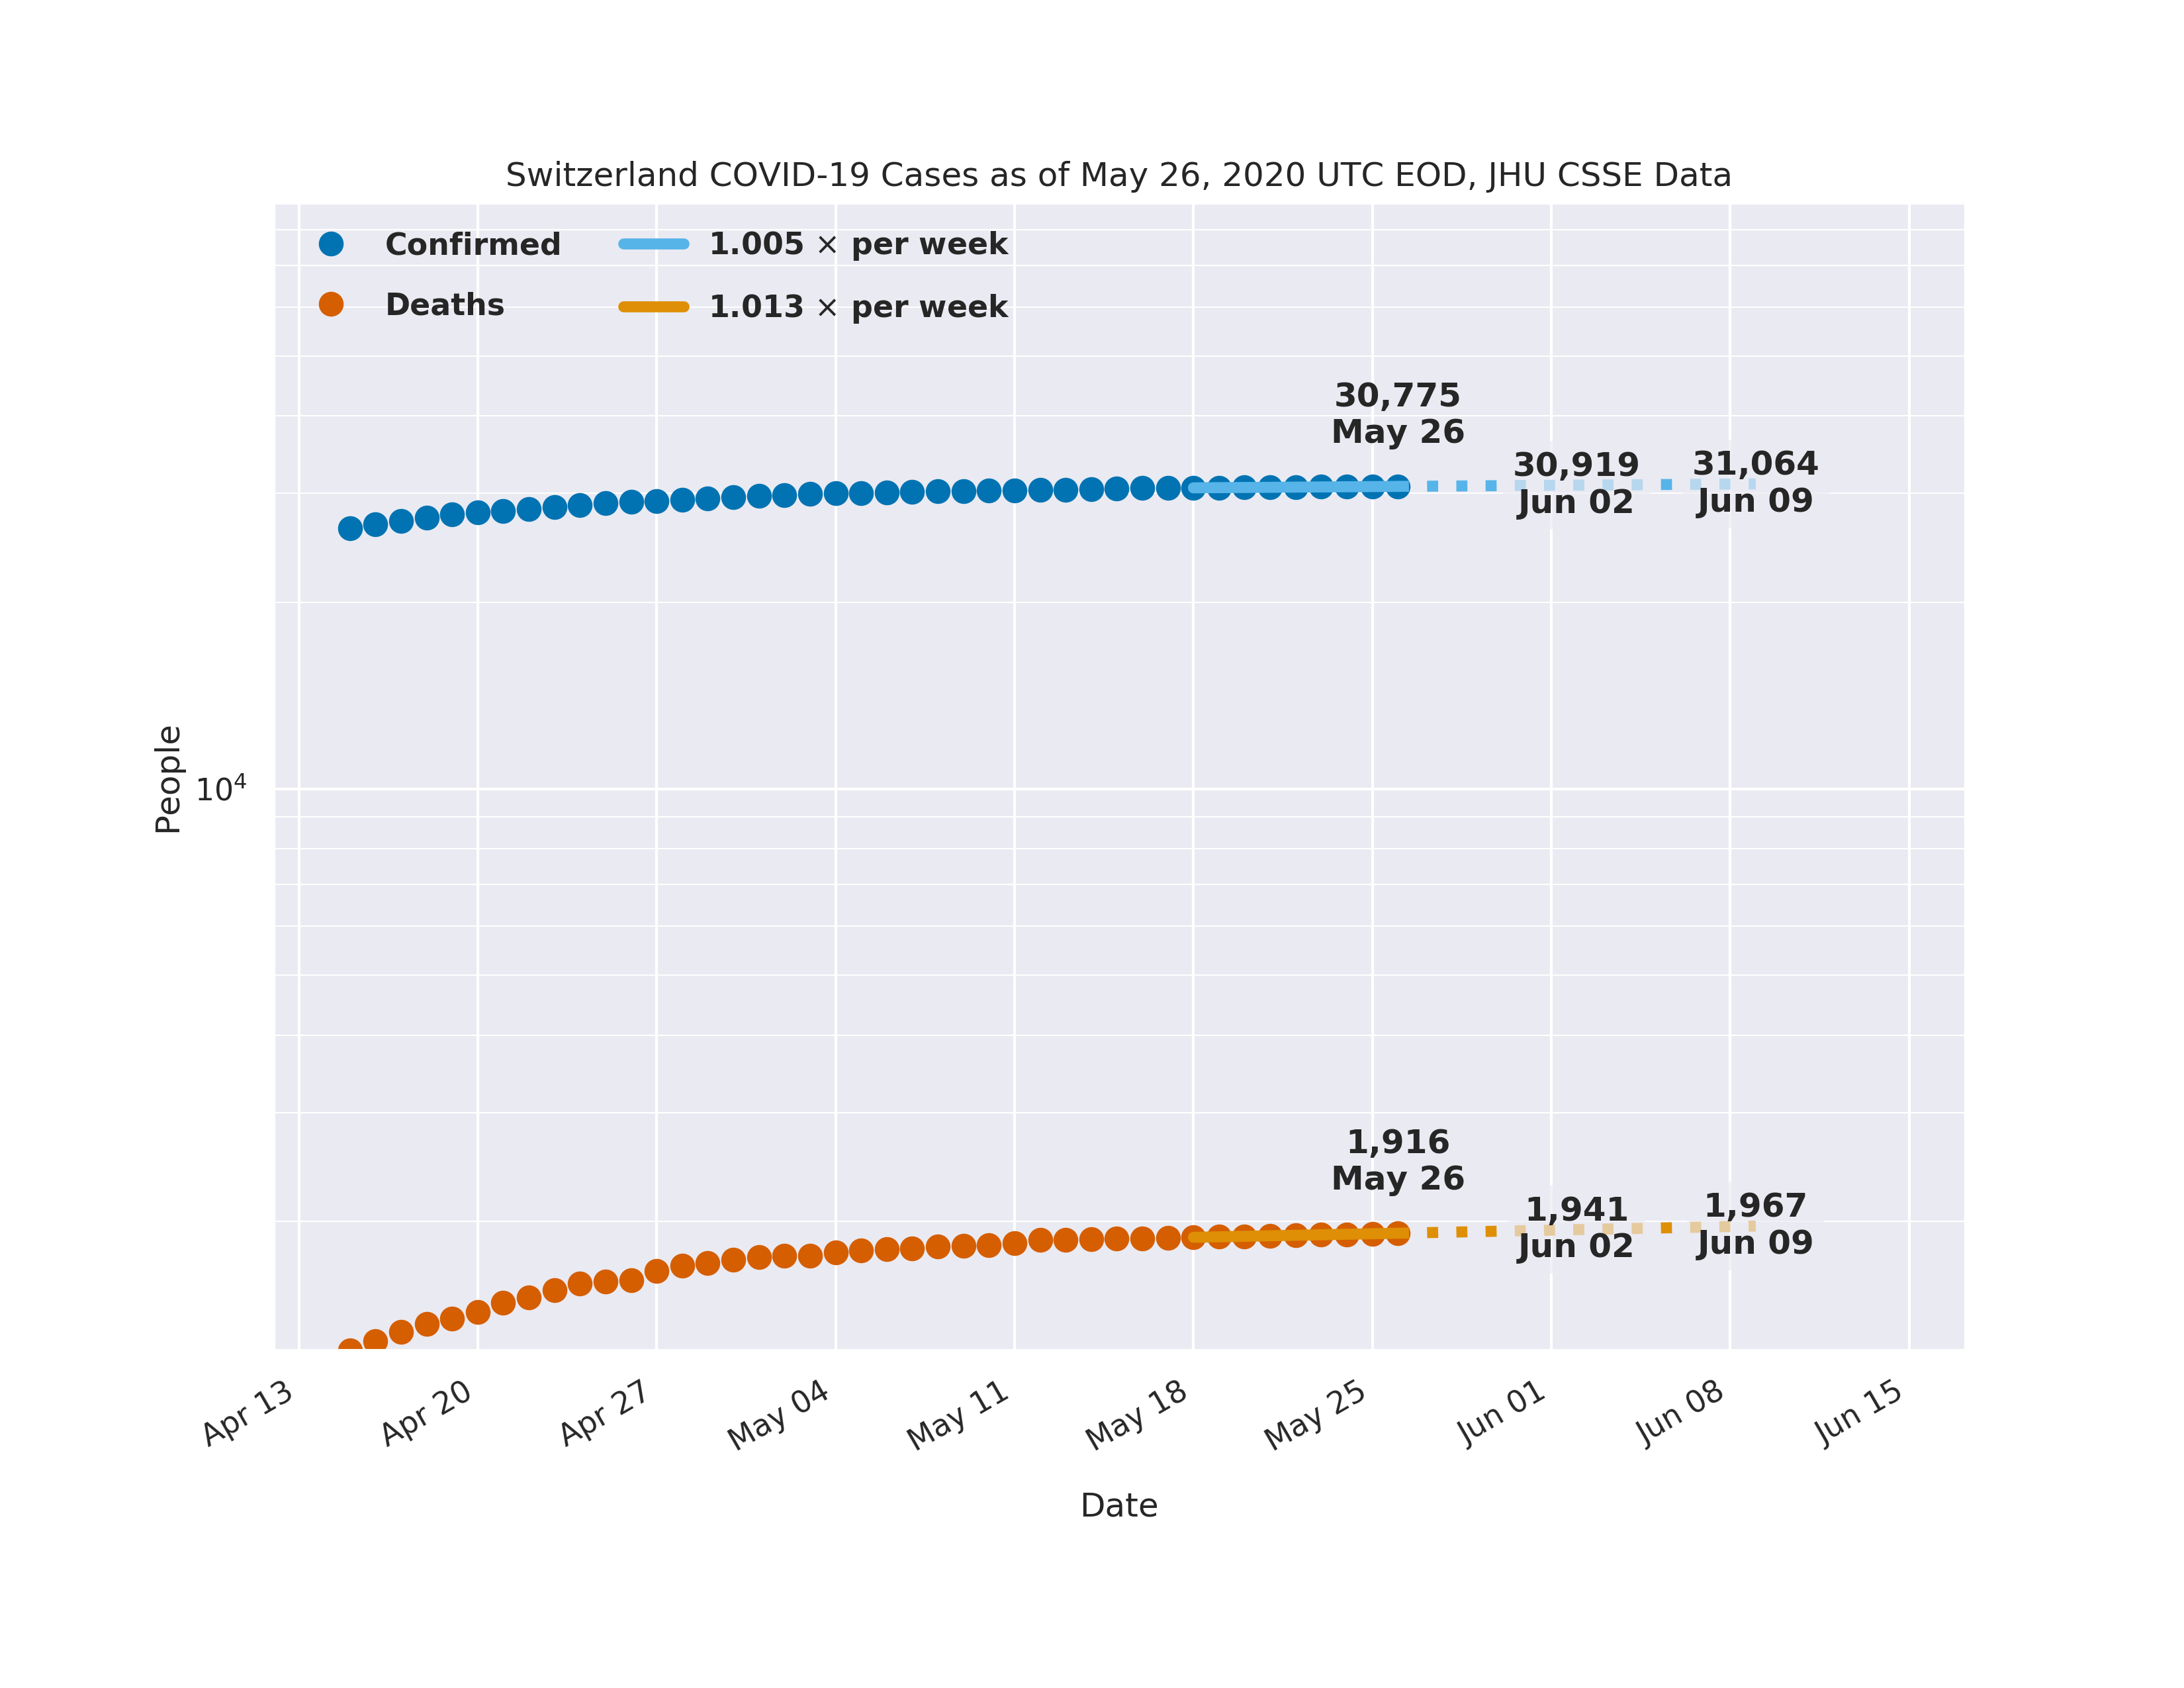 Switzerland COVID-19 Cases as of May 26, 2020 UTC EOD, JHU CSSE Data
Confirmed
Deaths
1.005 × per week
1.013 × per week
30,775
May 26
30,919
Jun 02
31,064
Jun 09
People
10⁴
1,916
May 26
1,941
Jun 02
1,967
Jun 09
Apr 13
Apr 20
Apr 27
May 04
May 11
May 18
May 25
Jun 01
Jun 08
Jun 15
Date